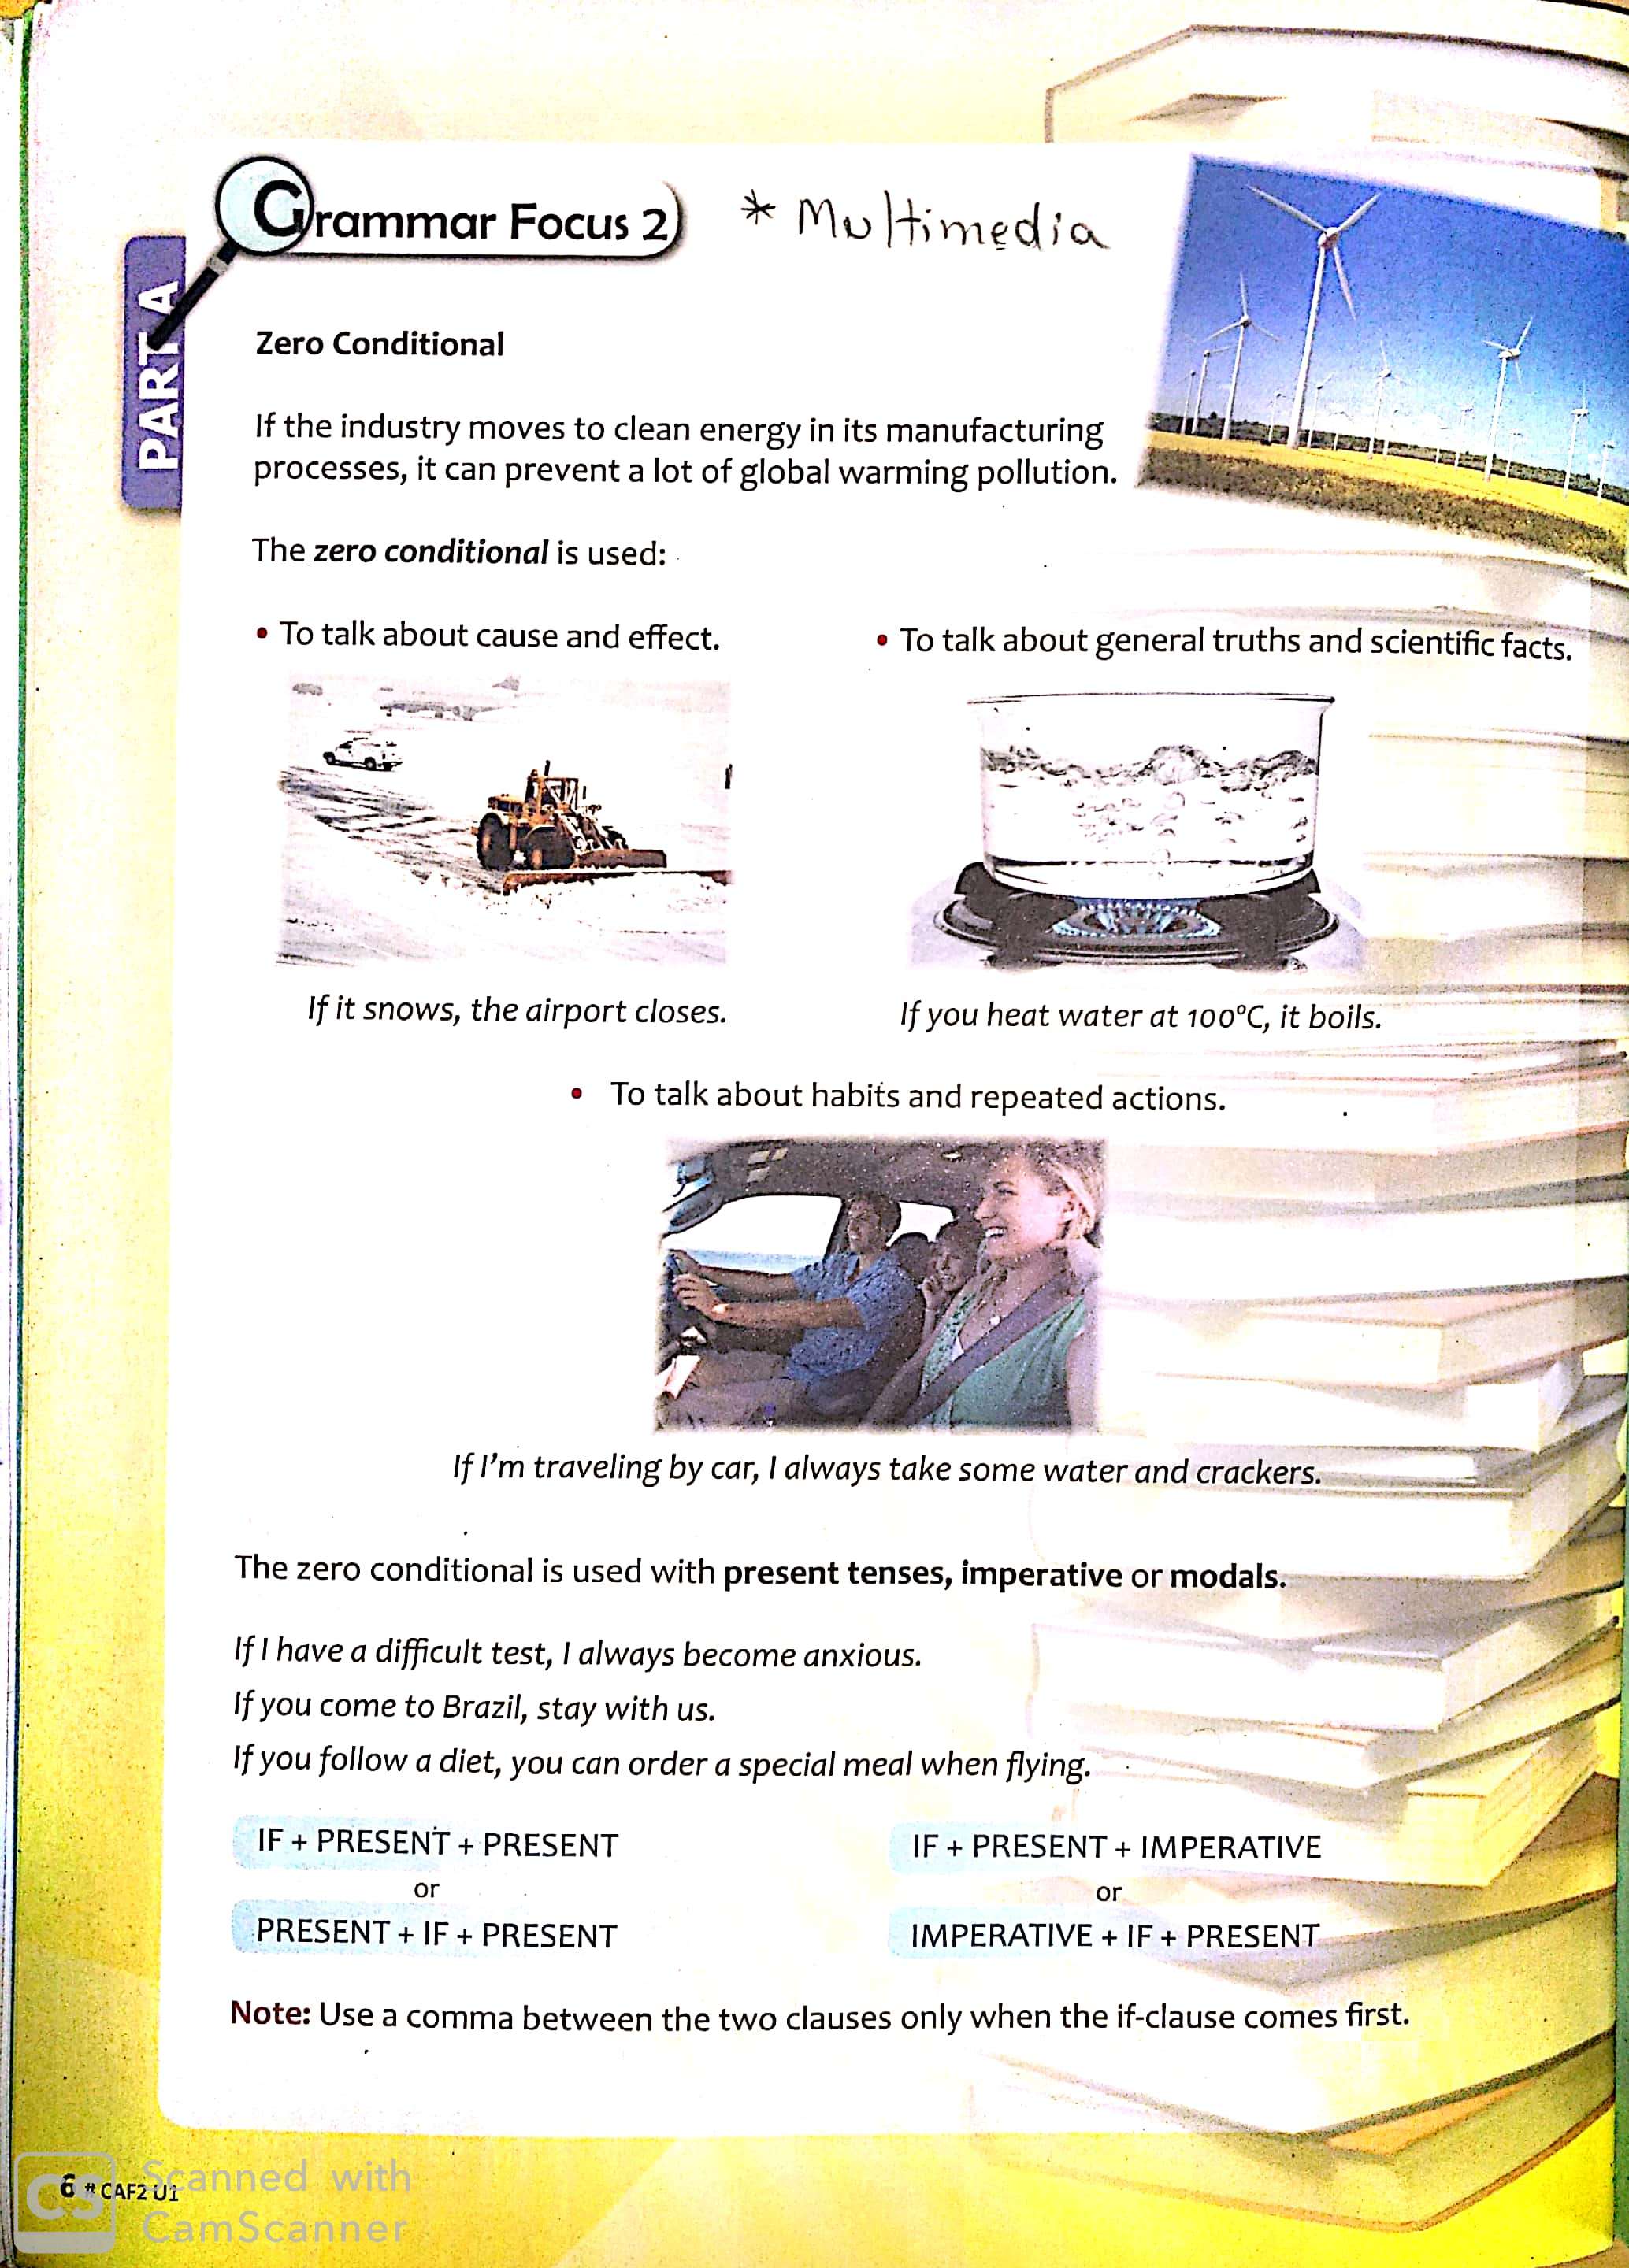 Grammar Focus 2
* Multimedia
PART A
Zero Conditional
If the industry moves to clean energy in its manufacturing
processes, it can prevent a lot of global warming pollution.
The zero conditional is used:
• To talk about cause and effect.
• To talk about general truths and scientific facts.
If it snows, the airport closes.
If you heat water at 100ºC, it boils.
• To talk about habits and repeated actions.
If I'm traveling by car, I always take some water and crackers.
The zero conditional is used with present tenses, imperative or modals.
If I have a difficult test, I always become anxious.
If you come to Brazil, stay with us.
If you follow a diet, you can order a special meal when flying.
IF + PRESENT + PRESENT
or
PRESENT + IF + PRESENT
IF + PRESENT + IMPERATIVE
or
IMPERATIVE + IF + PRESENT
Note: Use a comma between the two clauses only when the if-clause comes first.
6 # CAF2 U1
CS Scanned with
CamScanner